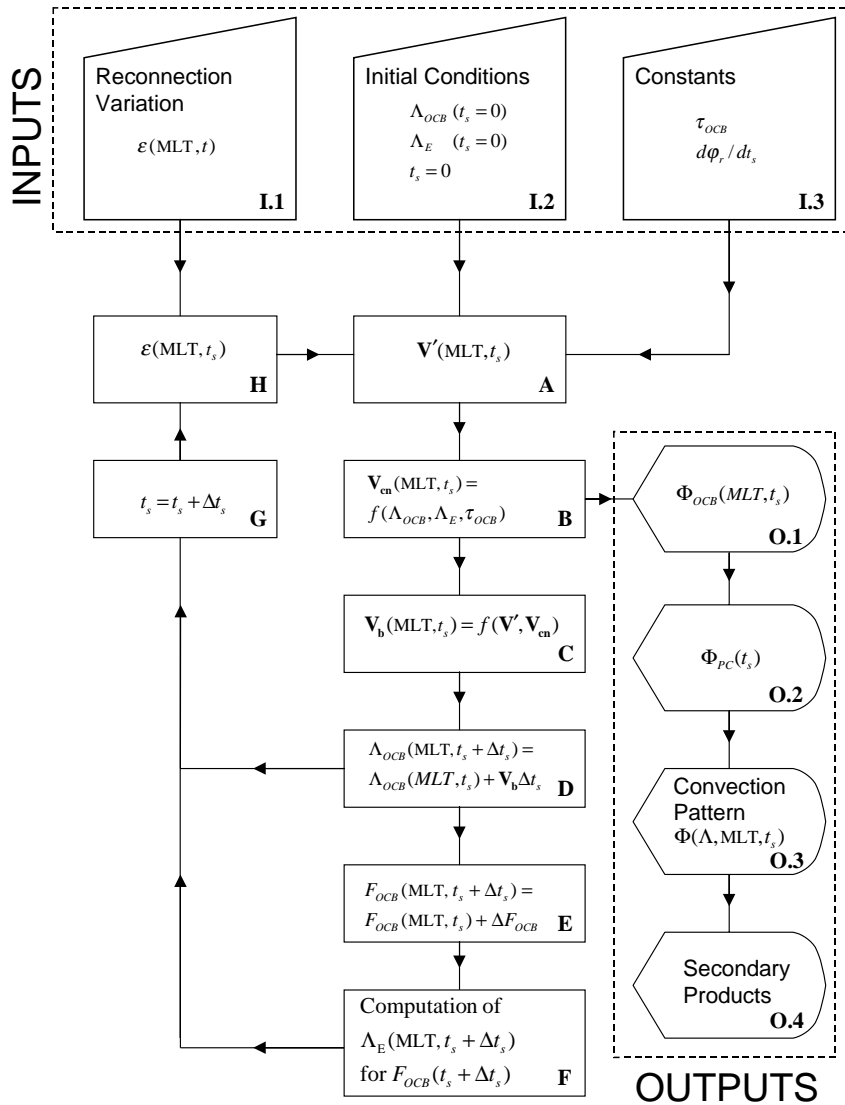 INPUTS
Reconnection
Variation
ε(MLT, t)
I.1
Initial Conditions
Λ_OCB (t_s = 0)
Λ_E (t_s = 0)
t_s = 0
I.2
Constants
τ_OCB
dφ_r / dt_s
I.3
ε(MLT, t_s)
H
V′(MLT, t_s)
A
t_s = t_s + Δt_s
G
V_cn(MLT, t_s) =
f(Λ_OCB, Λ_E, τ_OCB)
B
Φ_OCB(MLT, t_s)
O.1
V_b(MLT, t_s) = f(V′, V_cn)
C
Φ_PC(t_s)
O.2
Λ_OCB(MLT, t_s + Δt_s) =
Λ_OCB(MLT, t_s) + V_bΔt_s
D
Convection
Pattern
Φ(Λ, MLT, t_s)
O.3
F_OCB(MLT, t_s + Δt_s) =
F_OCB(MLT, t_s) + ΔF_OCB
E
Computation of
Λ_E(MLT, t_s + Δt_s)
for F_OCB(t_s + Δt_s)
F
Secondary
Products
O.4
OUTPUTS